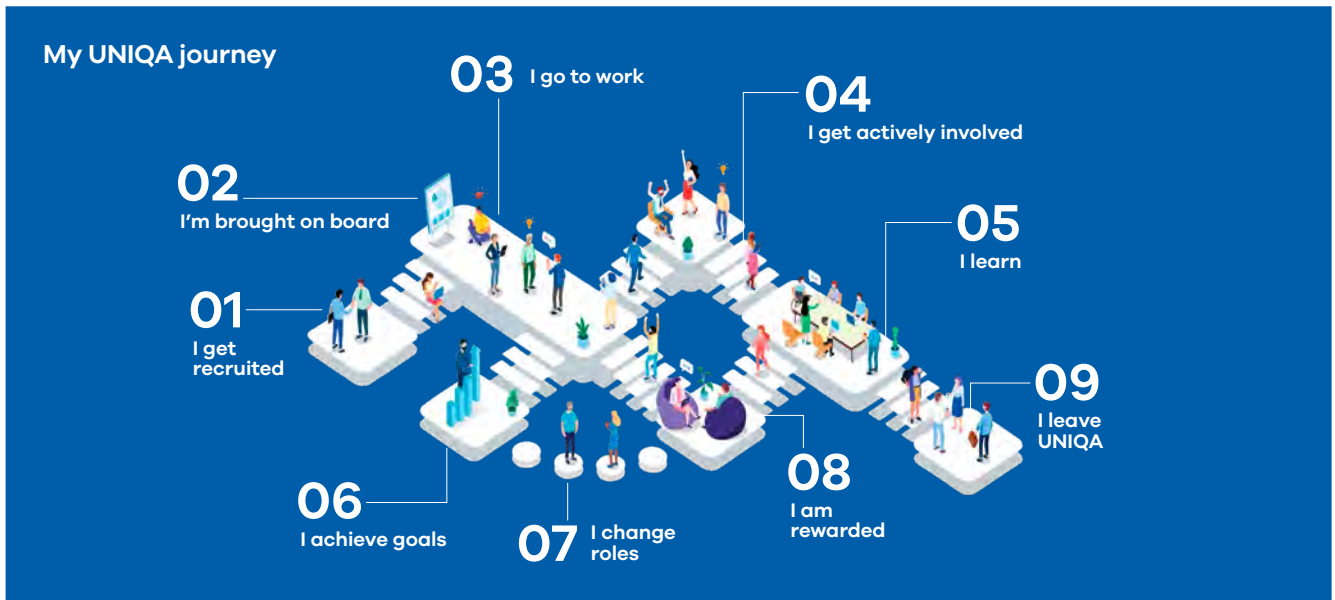 My UNIQA journey
01
I get
recruited
02
I'm brought on board
03 I go to work
04
I get actively involved
05
I learn
06
I achieve goals
07 I change
roles
08
I am
rewarded
09
I leave
UNIQA